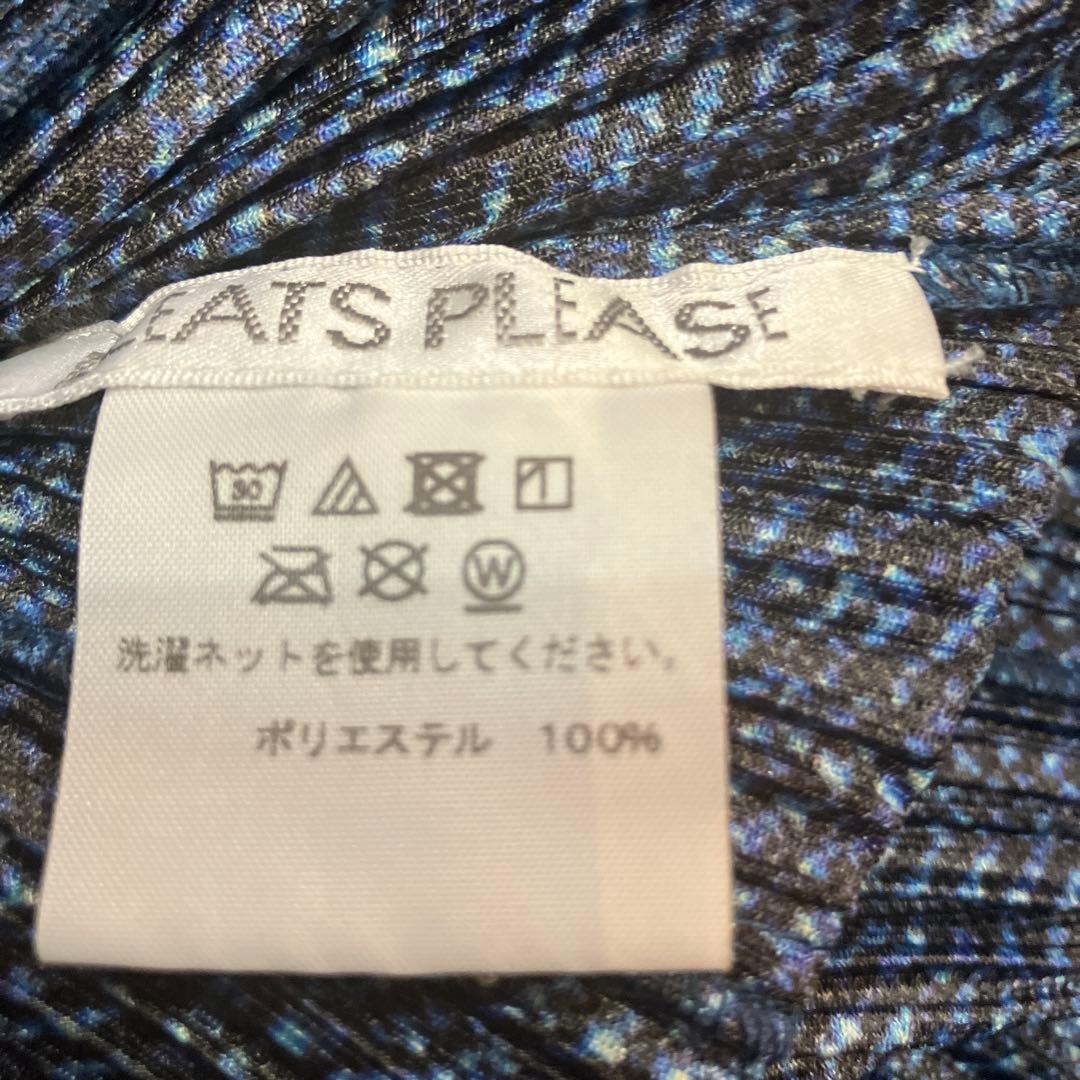 LEATS PLEASE
30
W
洗濯ネットを使用してください。
ポリエステル 100%